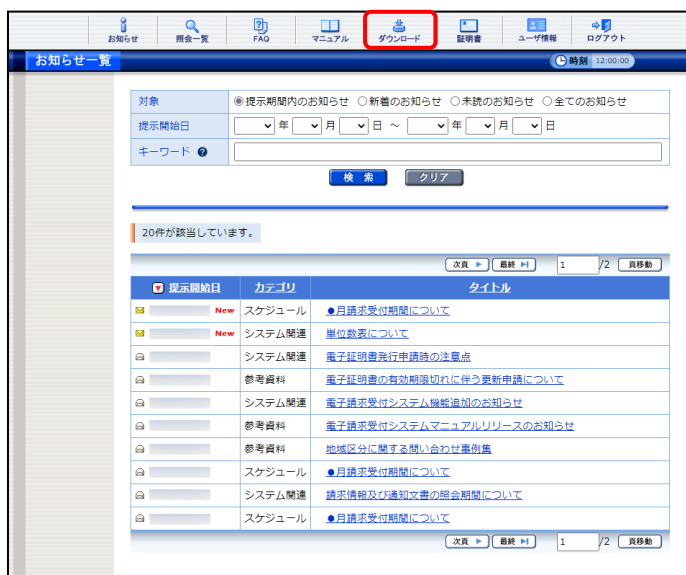 お知らせ 照会一覧 FAQ マニュアル ダウンロード 証明書 ユーザ情報 ログアウト
お知らせ一覧 時刻 12:00:00
対象 提示期間内のお知らせ 新着のお知らせ 未読のお知らせ 全てのお知らせ
提示開始日 年 月 日 ～ 年 月 日
キーワード ?
検 索 クリア
20件が該当しています。
次頁 最終 1 /2 頁移動
提示開始日 カテゴリ タイトル
New スケジュール ●月請求受付期間について
New システム関連 単位数表について
システム関連 電子証明書発行申請時の注意点
参考資料 電子証明書の有効期限切れに伴う更新申請について
システム関連 電子請求受付システム機能追加のお知らせ
参考資料 電子請求受付システムマニュアルリリースのお知らせ
参考資料 地域区分に関する問い合わせ事例集
スケジュール ●月請求受付期間について
システム関連 請求情報及び通知文書の照会期間について
スケジュール ●月請求受付期間について
次頁 最終 1 /2 頁移動